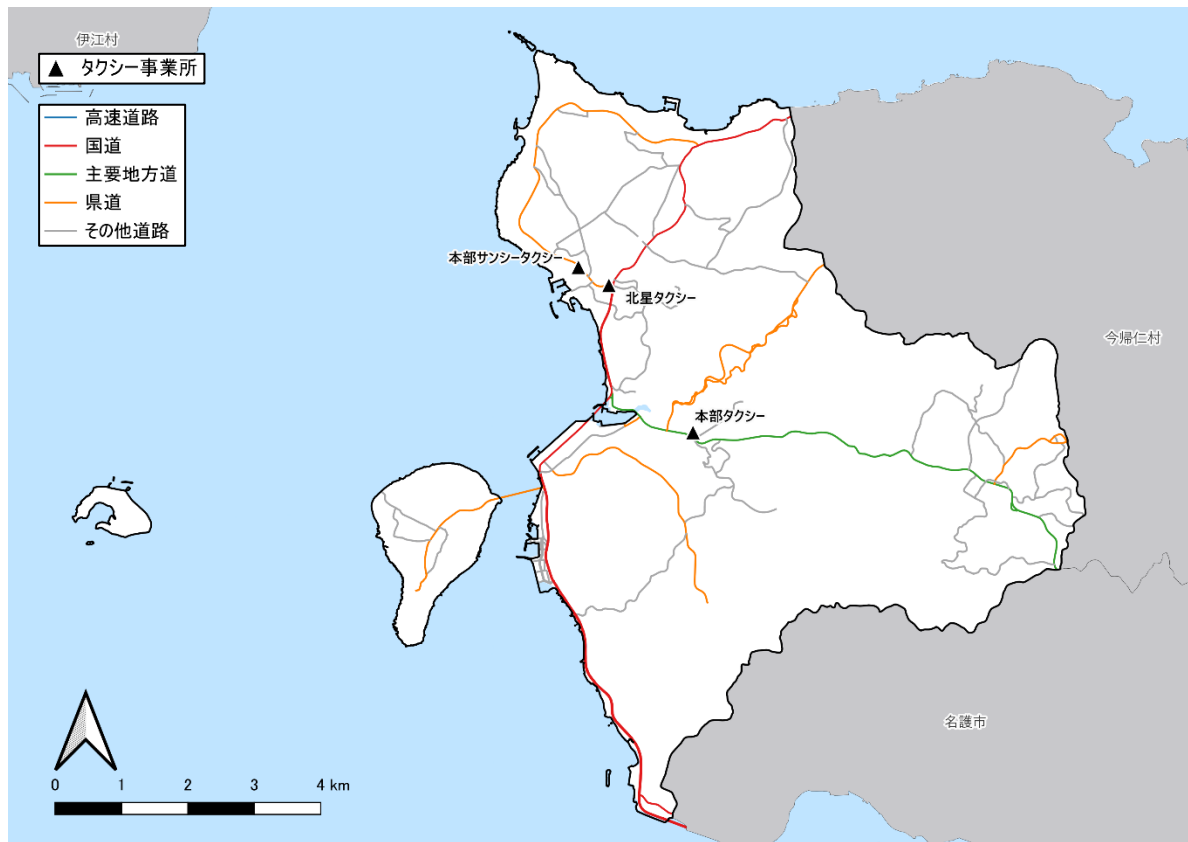 伊江村
タクシー事業所
高速道路
国道
主要地方道
県道
その他道路
本部サンシータクシー
北星タクシー
今帰仁村
本部タクシー
名護市
0 1 2 3 4 km